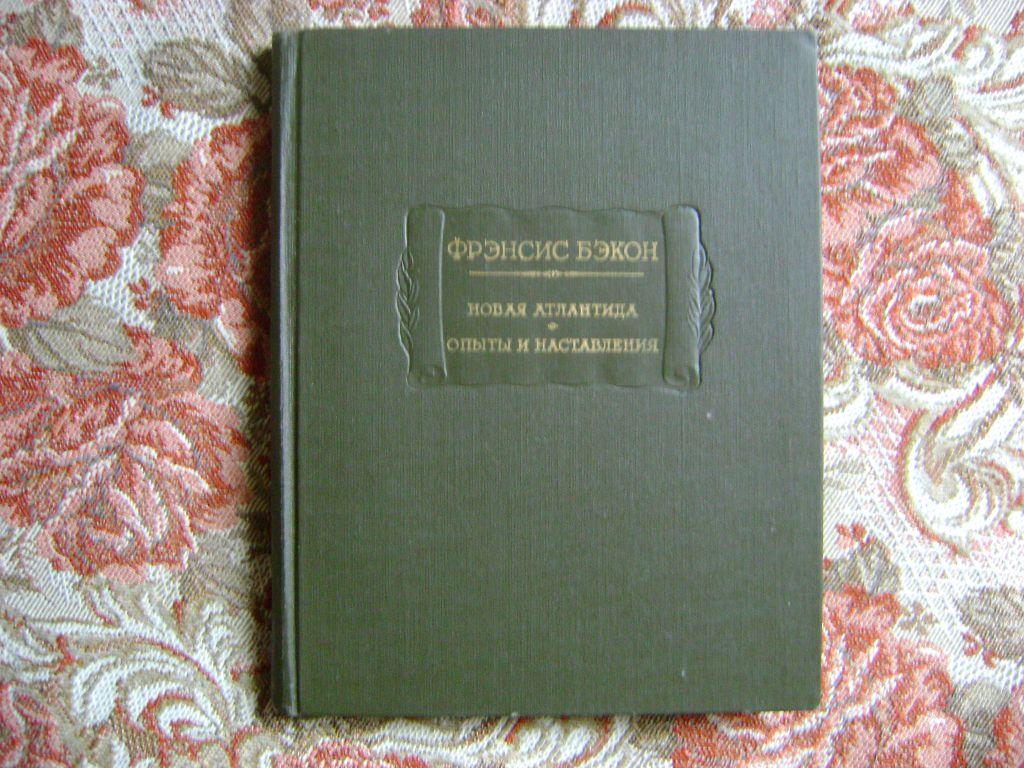 ФРЭНСИС БЭКОН
НОВАЯ АТЛАНТИДА
ОПЫТЫ И НАСТАВЛЕНИЯ